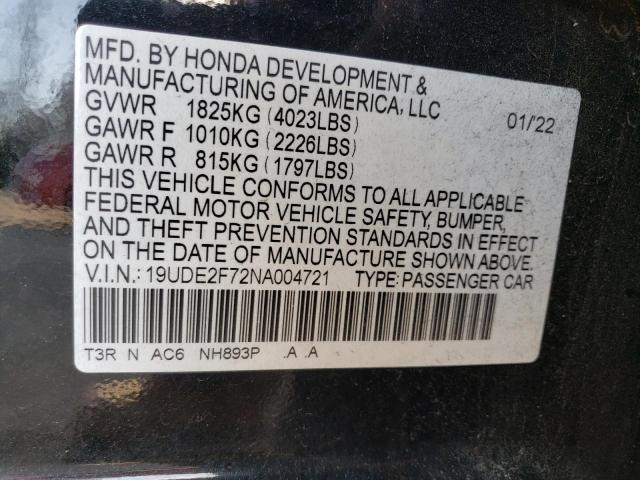 MFD. BY HONDA DEVELOPMENT &
MANUFACTURING OF AMERICA, LLC
GVWR 1825KG (4023LBS) 01/22
GAWR F 1010KG (2226LBS)
GAWR R 815KG (1797LBS)
THIS VEHICLE CONFORMS TO ALL APPLICABLE
FEDERAL MOTOR VEHICLE SAFETY, BUMPER,
AND THEFT PREVENTION STANDARDS IN EFFECT
ON THE DATE OF MANUFACTURE SHOWN ABOVE.
V.I.N.: 19UDE2F72NA004721 TYPE: PASSENGER CAR
T3R N AC6 NH893P .A .A